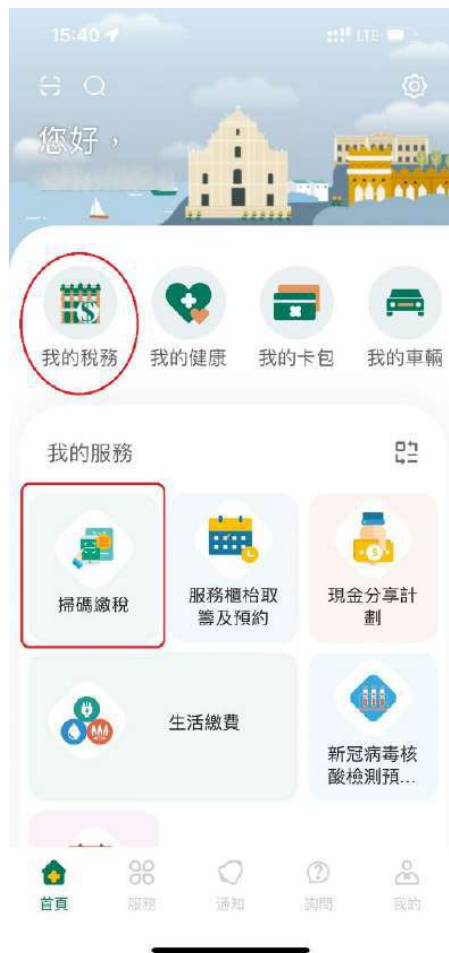 15:40
LTE
您好，
我的稅務
我的健康
我的卡包
我的車輛
我的服務
掃碼繳稅
服務櫃枱取
籌及預約
現金分享計
劃
生活繳費
新冠病毒核
酸檢測預...
首頁
服務
通知
詢問
我的